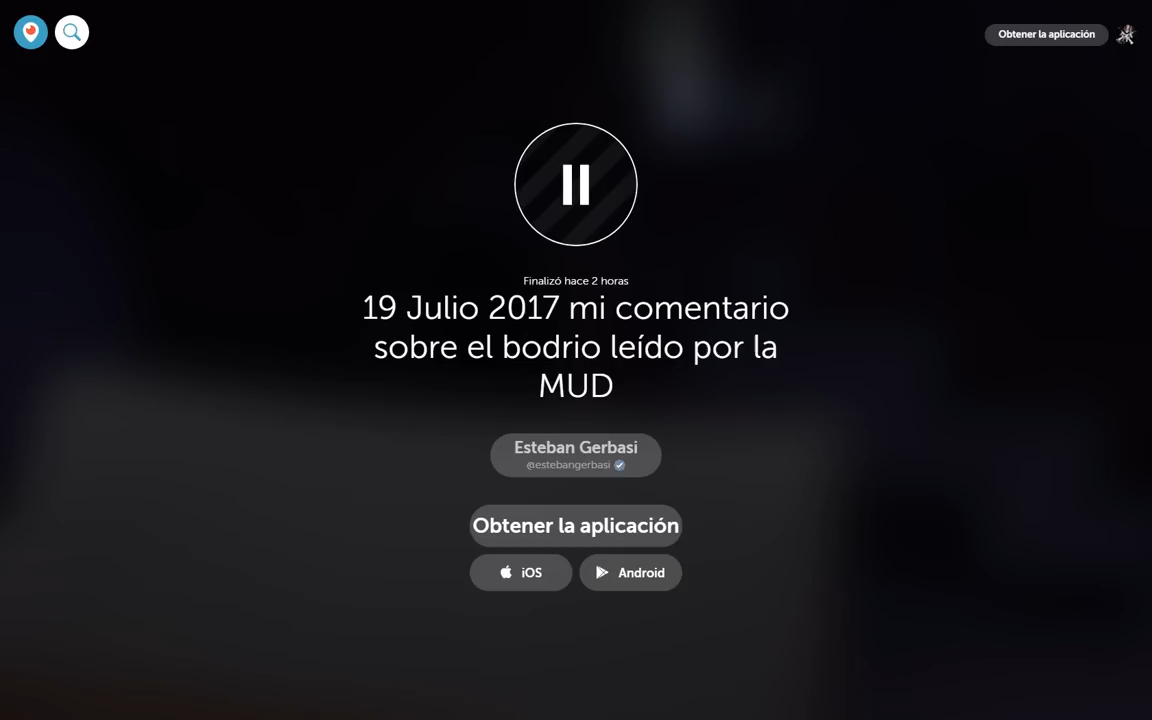 Obtener la aplicación
Finalizó hace 2 horas
19 Julio 2017 mi comentario
sobre el bodrio leído por la
MUD
Esteban Gerbasi
@estebangerbasi
Obtener la aplicación
iOS
Android